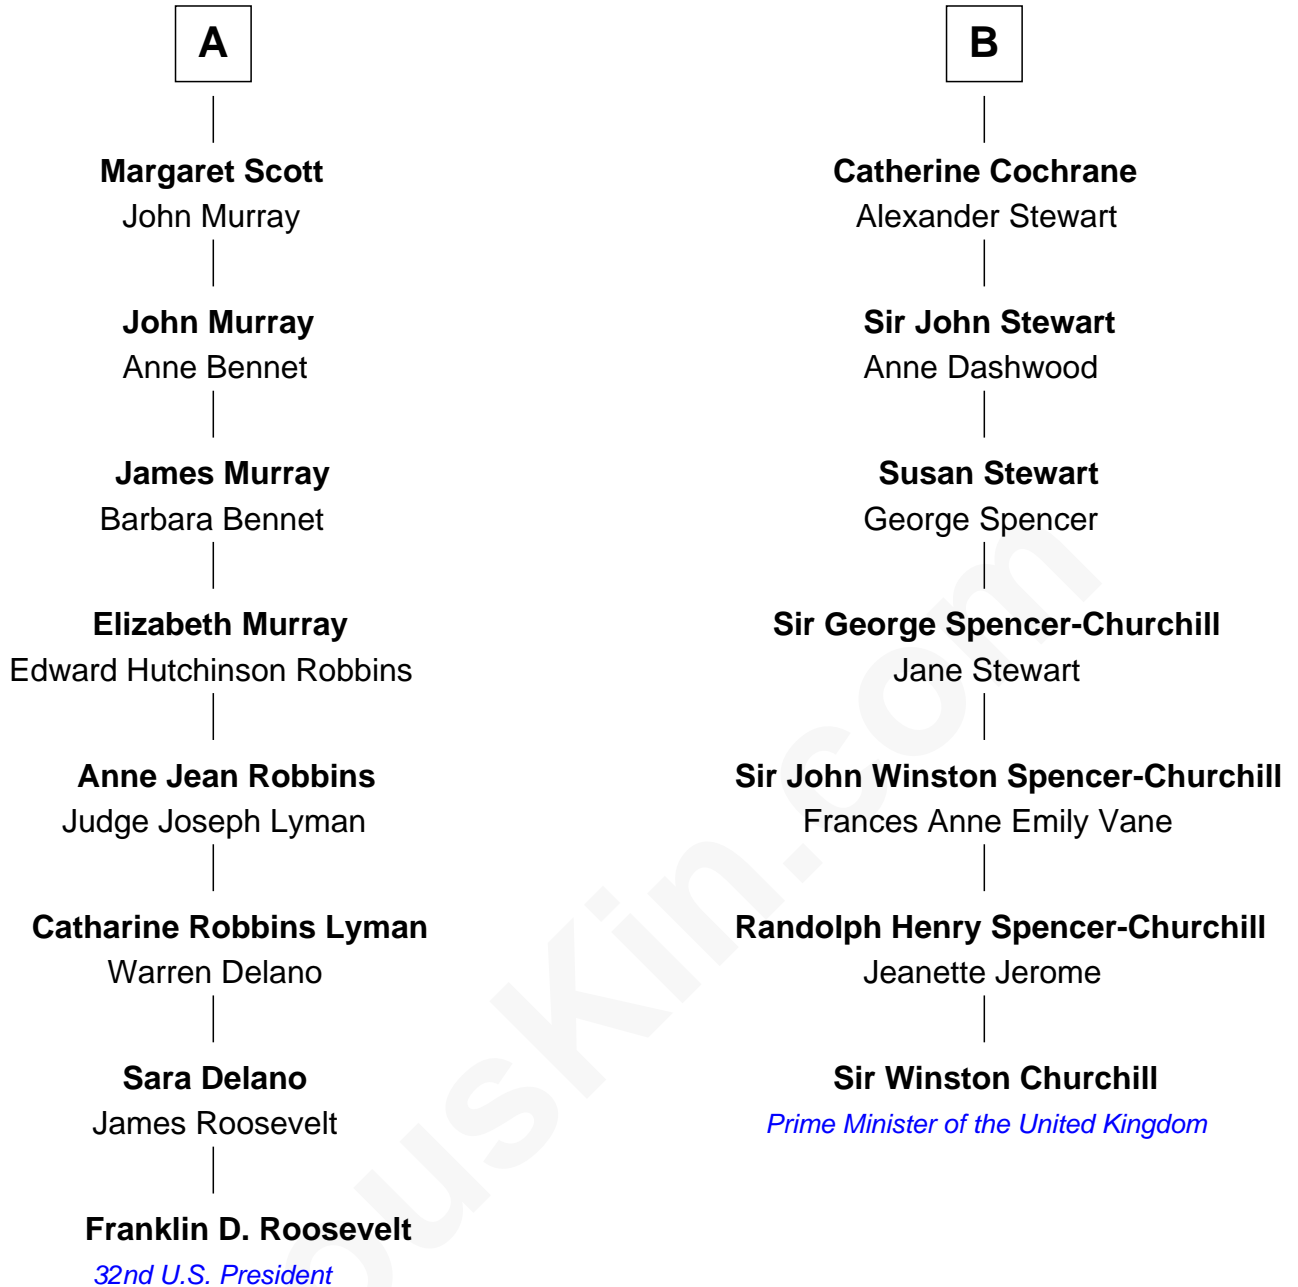 A
Margaret Scott
John Murray
John Murray
Anne Bennet
James Murray
Barbara Bennet
Elizabeth Murray
Edward Hutchinson Robbins
Anne Jean Robbins
Judge Joseph Lyman
Catharine Robbins Lyman
Warren Delano
Sara Delano
James Roosevelt
Franklin D. Roosevelt
32nd U.S. President
B
Catherine Cochrane
Alexander Stewart
Sir John Stewart
Anne Dashwood
Susan Stewart
George Spencer
Sir George Spencer-Churchill
Jane Stewart
Sir John Winston Spencer-Churchill
Frances Anne Emily Vane
Randolph Henry Spencer-Churchill
Jeanette Jerome
Sir Winston Churchill
Prime Minister of the United Kingdom
ousKin.com